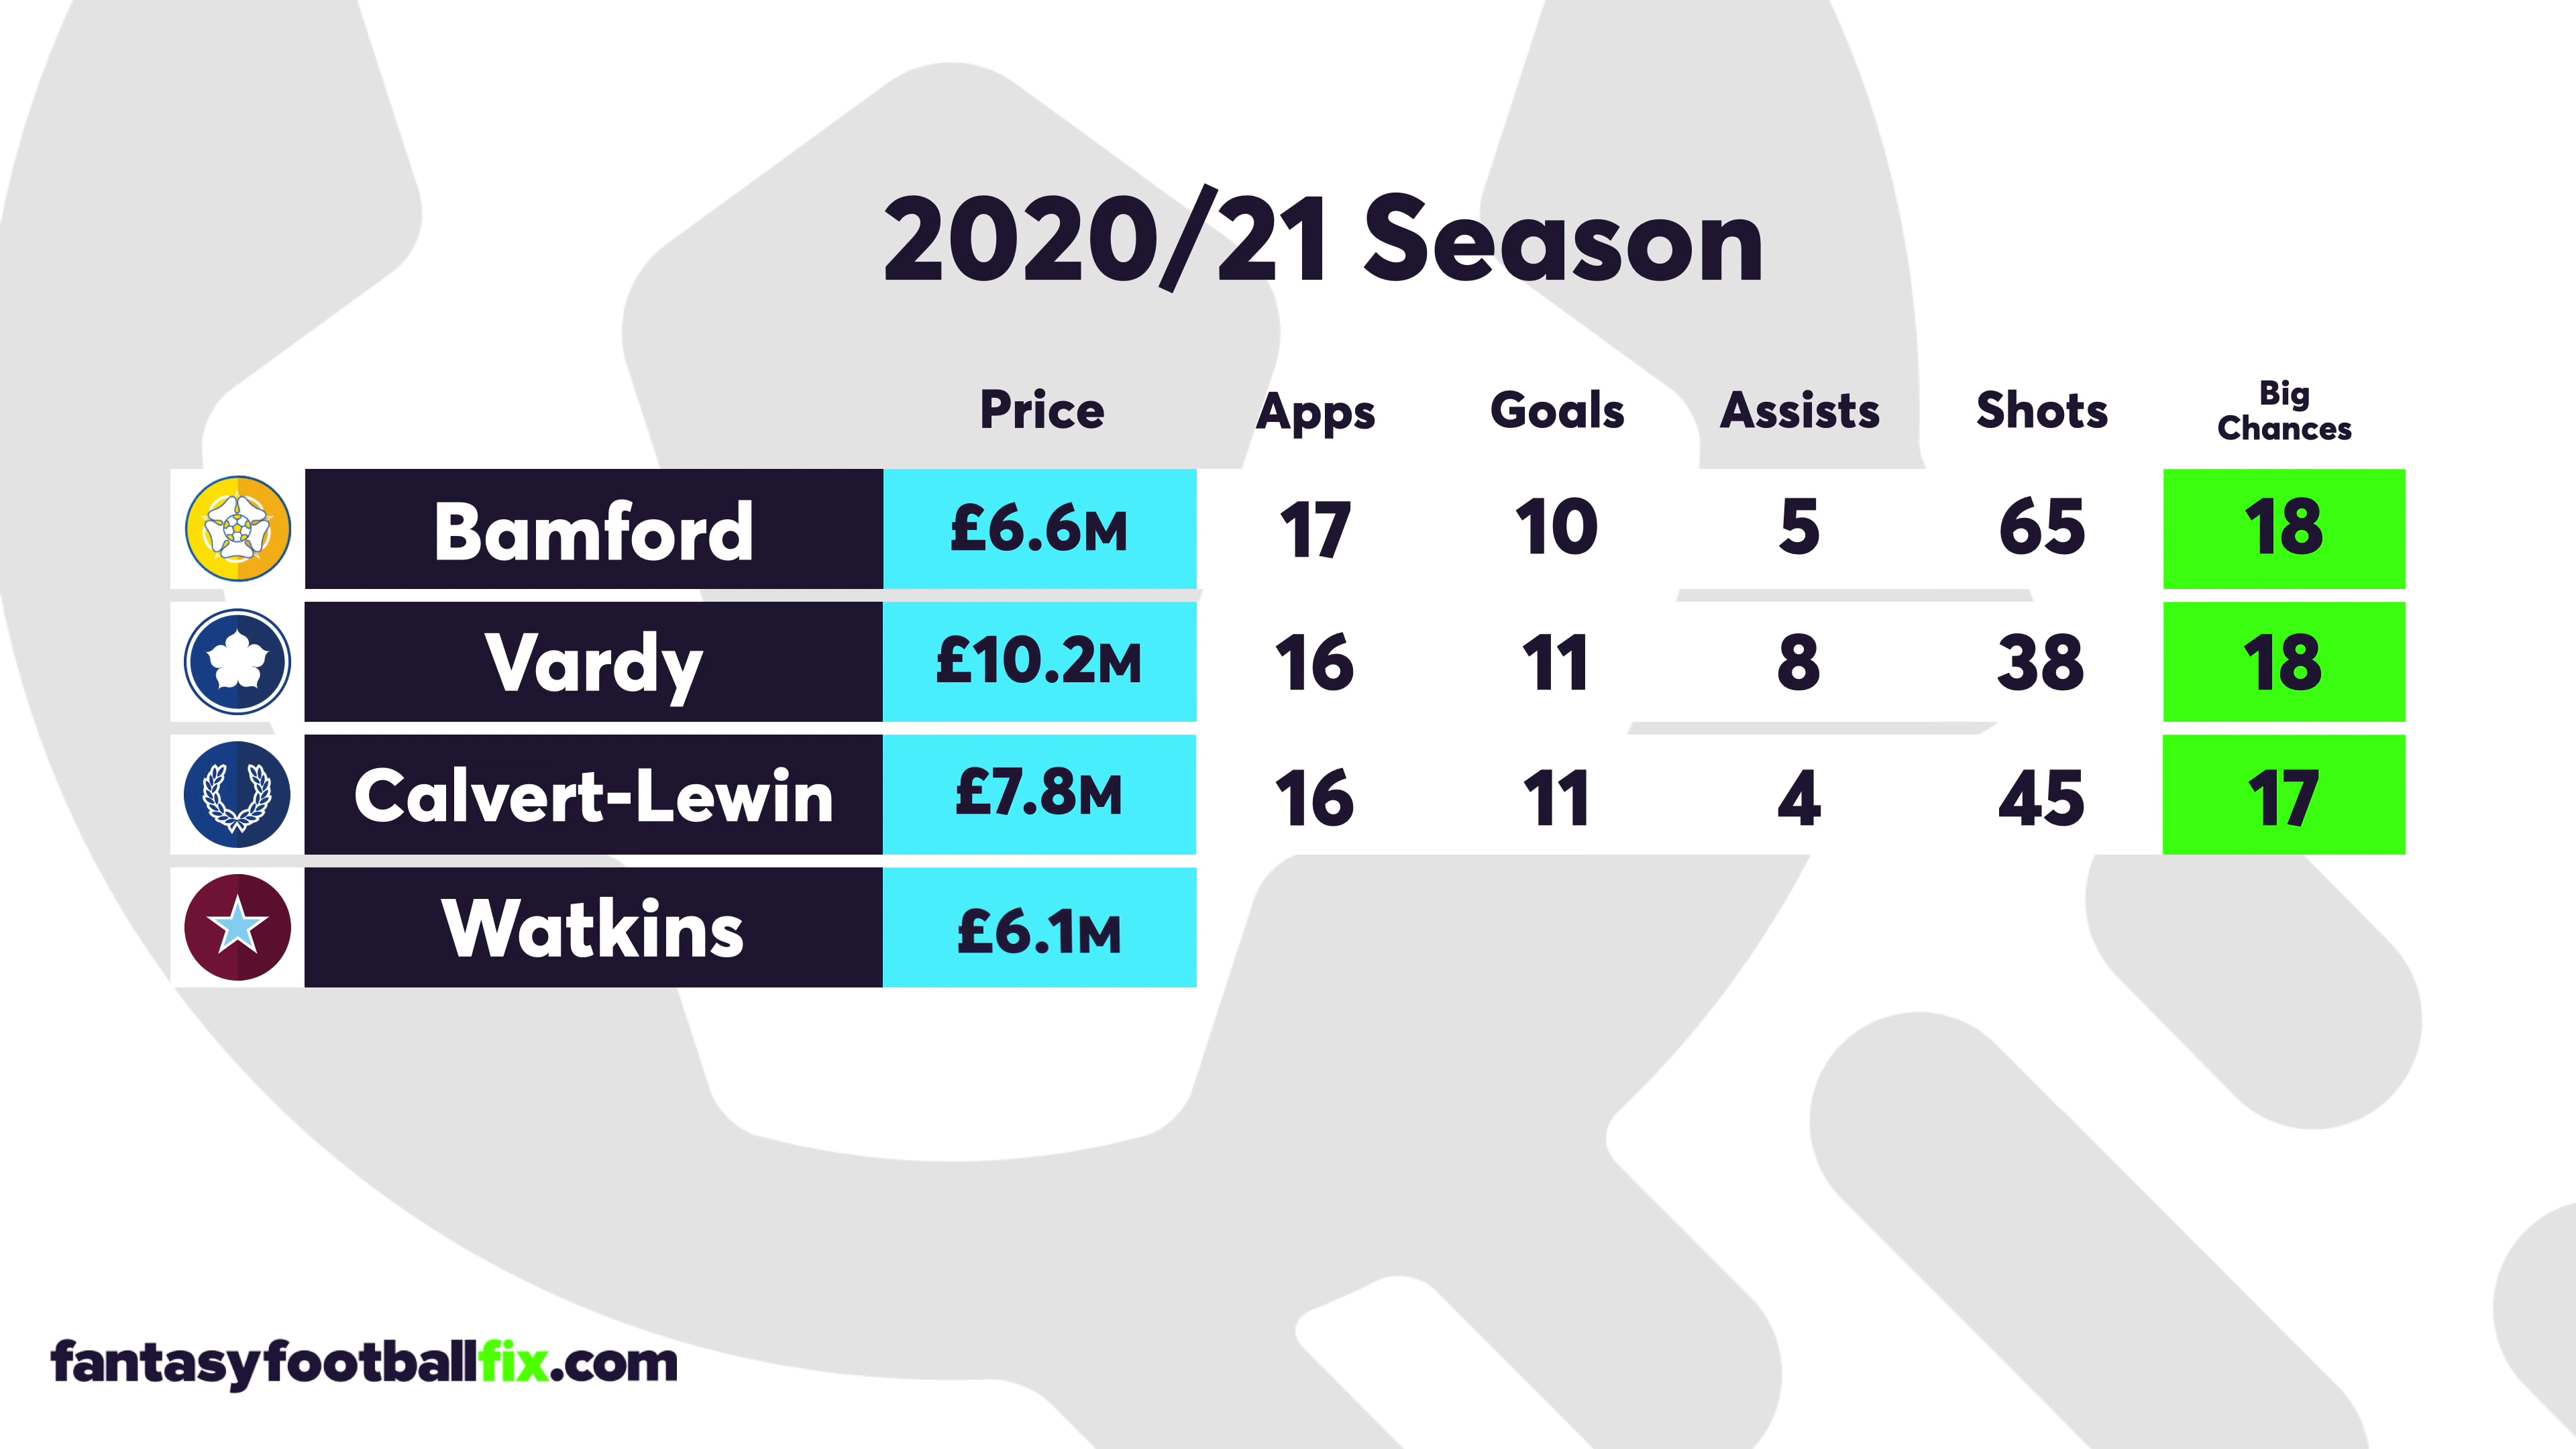 2020/21 Season
Price Apps Goals Assists Shots Big Chances
Bamford £6.6M 17 10 5 65 18
Vardy £10.2M 16 11 8 38 18
Calvert-Lewin £7.8M 16 11 4 45 17
Watkins £6.1M
fantasyfootballfix.com